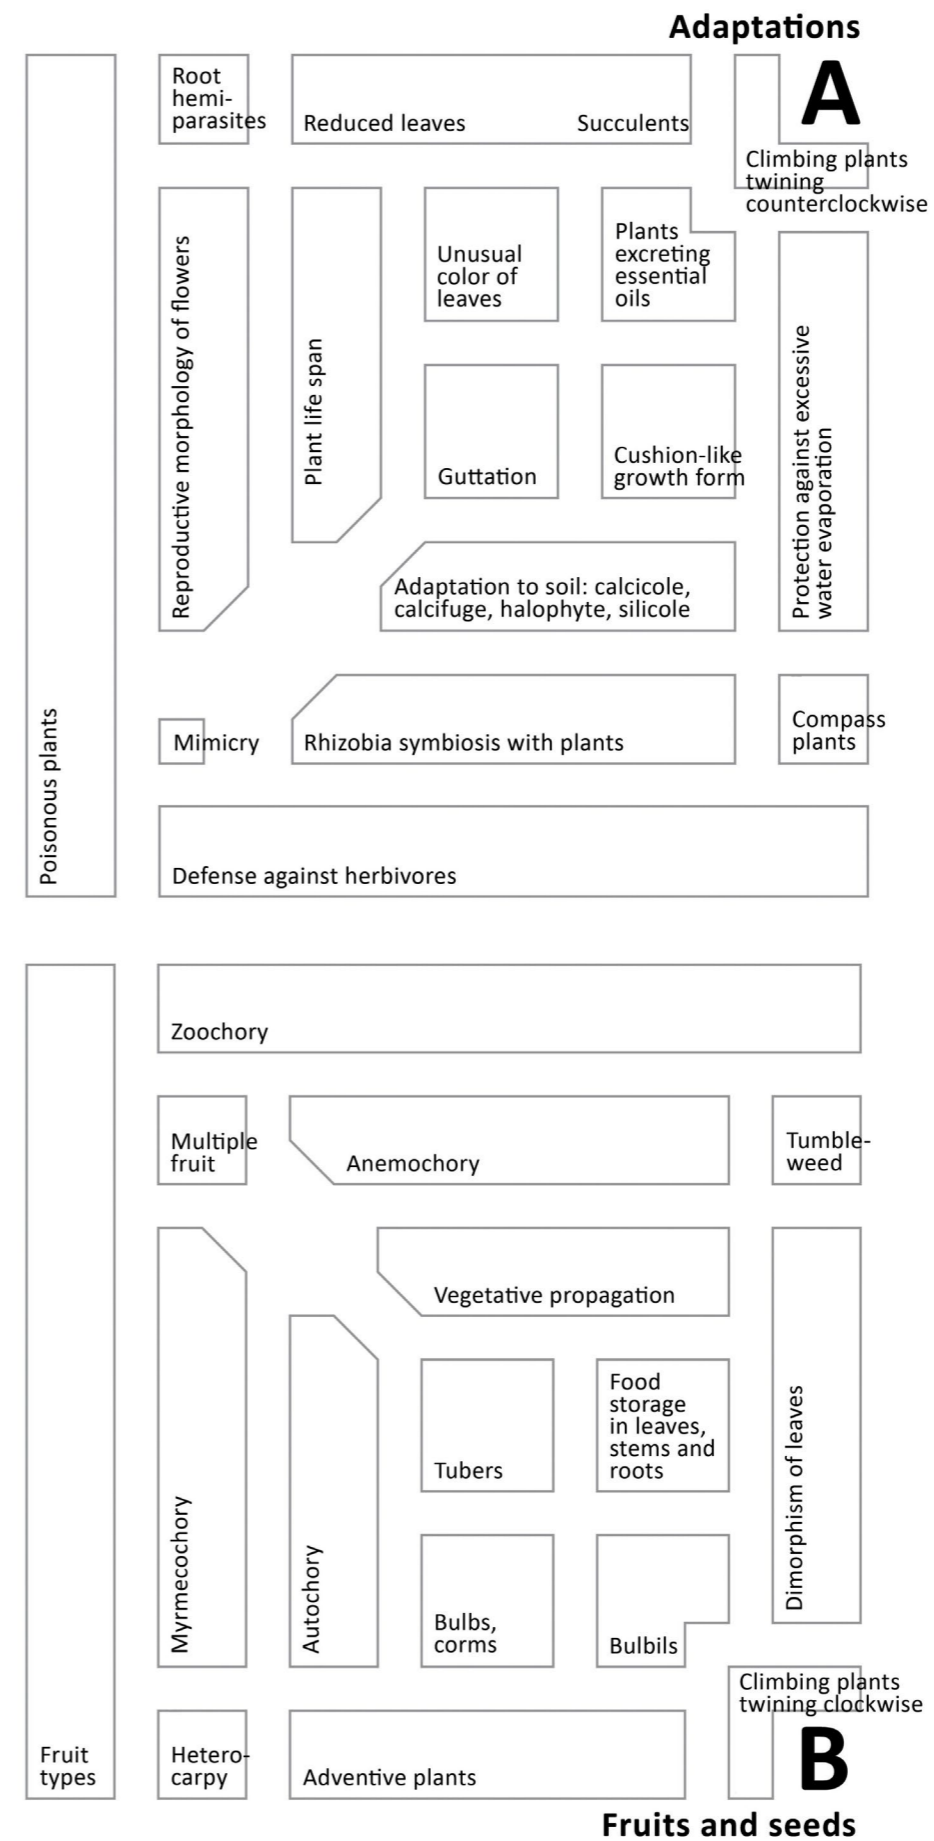 Adaptations
A
Root
hemi-
parasites
Reduced leaves
Succulents
Climbing plants
twining
counterclockwise
Reproductive morphology of flowers
Plant life span
Unusual
color of
leaves
Plants
excreting
essential
oils
Guttation
Cushion-like
growth form
Protection against excessive
water evaporation
Adaptation to soil: calcicole,
calcifuge, halophyte, silicole
Poisonous plants
Mimicry
Rhizobia symbiosis with plants
Compass
plants
Defense against herbivores
Zoochory
Multiple
fruit
Anemochory
Tumble-
weed
Vegetative propagation
Myrmecochory
Autochory
Tubers
Food
storage
in leaves,
stems and
roots
Dimorphism of leaves
Bulbs,
corms
Bulbils
Climbing plants
twining clockwise
Fruit
types
Hetero-
carpy
Adventive plants
B
Fruits and seeds